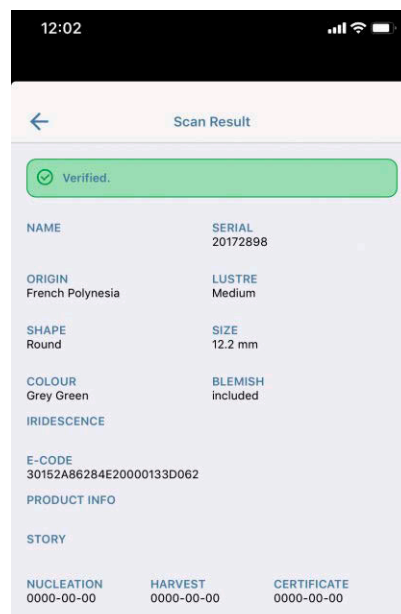 12:02
Scan Result
Verified.
NAME SERIAL
20172898
ORIGIN LUSTRE
French Polynesia Medium
SHAPE SIZE
Round 12.2 mm
COLOUR BLEMISH
Grey Green included
IRIDESCENCE
E-CODE
30152A86284E20000133D062
PRODUCT INFO
STORY
NUCLEATION HARVEST CERTIFICATE
0000-00-00 0000-00-00 0000-00-00